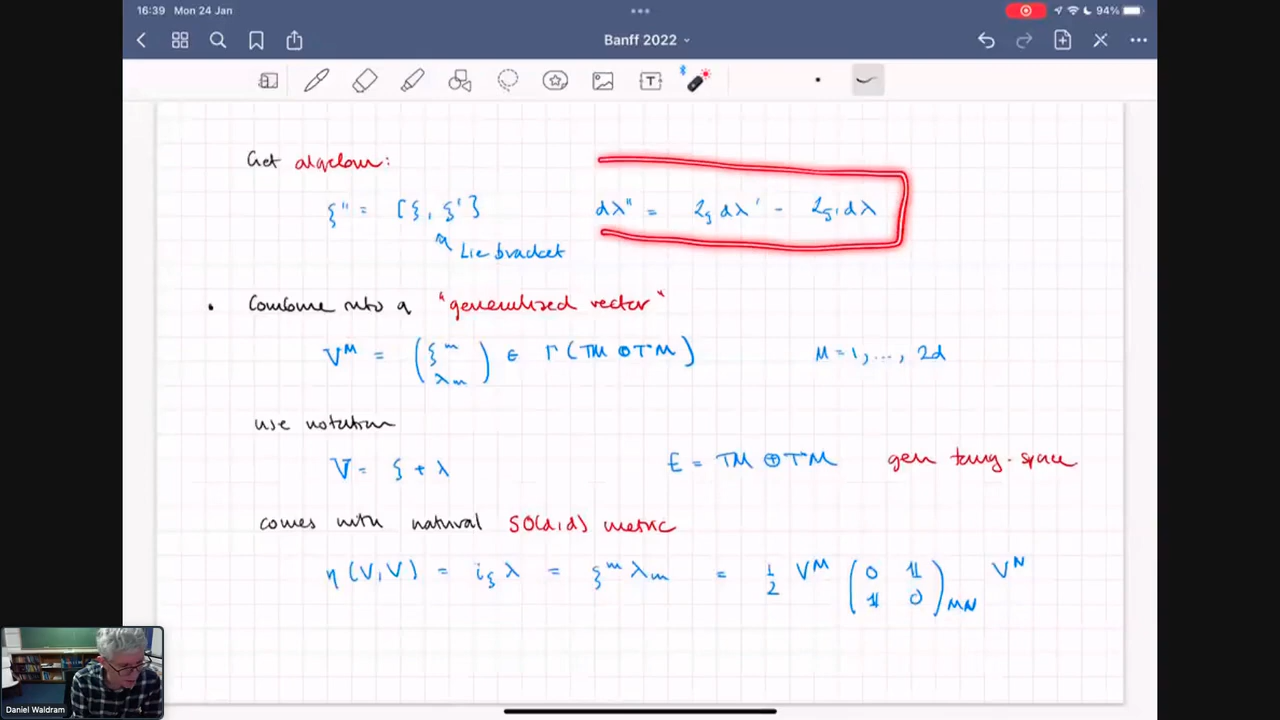 16:39 Mon 24 Jan
94%
Banff 2022
Get algebra:
ξ'' = [ξ, ξ'] dλ'' = ℒ_ξ dλ' - ℒ_ξ' dλ
Lie bracket
• Combine into a "generalised vector"
V^M = (ξ^m λ_m) ∈ Γ(TM ⊕ T*M) M = 1, ..., 2d
use notation
V = ξ + λ E = TM ⊕ T*M gen tang. space
comes with natural SO(d,d) metric
η(V,V) = i_ξ λ = ξ^m λ_m = 1/2 V^M (0 𝟙 𝟙 0)_MN V^N
Daniel Waldram